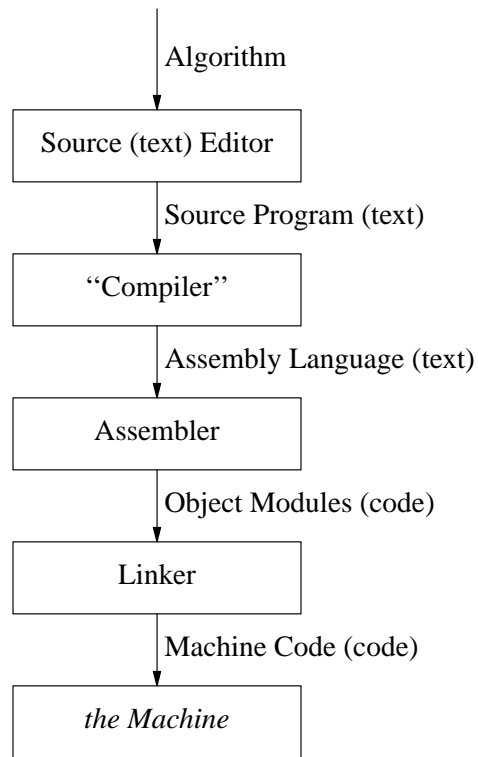 Algorithm
Source (text) Editor
Source Program (text)
‘‘Compiler’’
Assembly Language (text)
Assembler
Object Modules (code)
Linker
Machine Code (code)
the Machine